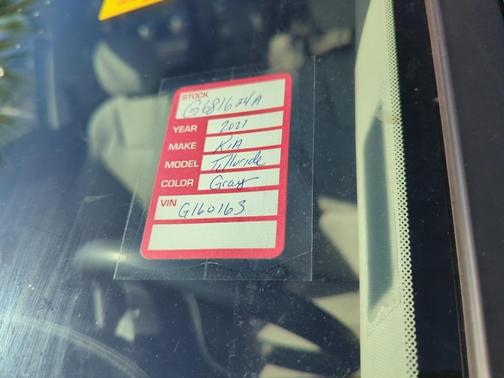 STOCK
G681624A
YEAR 2021
MAKE KIA
MODEL Telluride
COLOR Gray
VIN G160163